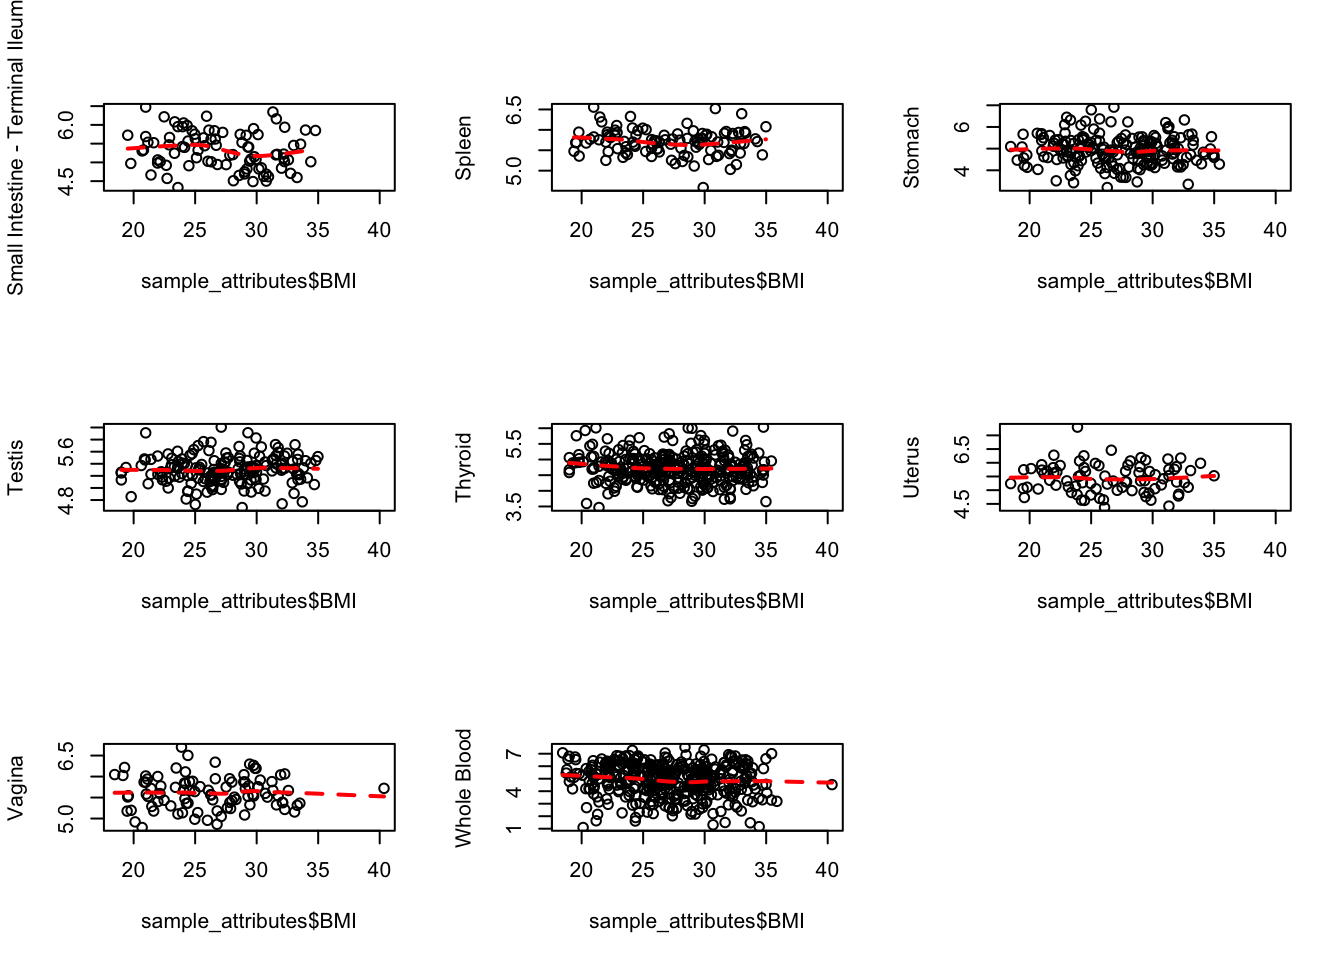 Small Intestine - Terminal Ileum
4.5 6.0
20 25 30 35 40
sample_attributes$BMI
Spleen
5.0 6.5
20 25 30 35 40
sample_attributes$BMI
Stomach
4 6
20 25 30 35 40
sample_attributes$BMI
Testis
4.8 5.6
20 25 30 35 40
sample_attributes$BMI
Thyroid
3.5 5.5
20 25 30 35 40
sample_attributes$BMI
Uterus
4.5 6.5
20 25 30 35 40
sample_attributes$BMI
Vagina
5.0 6.5
20 25 30 35 40
sample_attributes$BMI
Whole Blood
1 4 7
20 25 30 35 40
sample_attributes$BMI